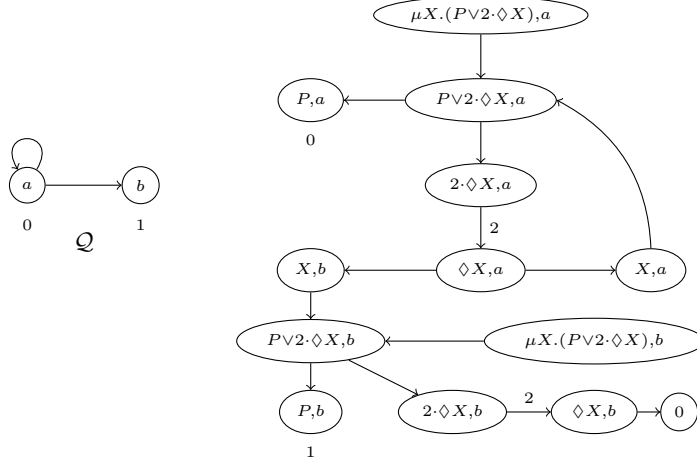 μX.(P∨2·◊X),a
P,a
P∨2·◊X,a
0
a
b
2·◊X,a
0
1
𝒬
2
X,b
◊X,a
X,a
P∨2·◊X,b
μX.(P∨2·◊X),b
P,b
2·◊X,b
2
◊X,b
0
1